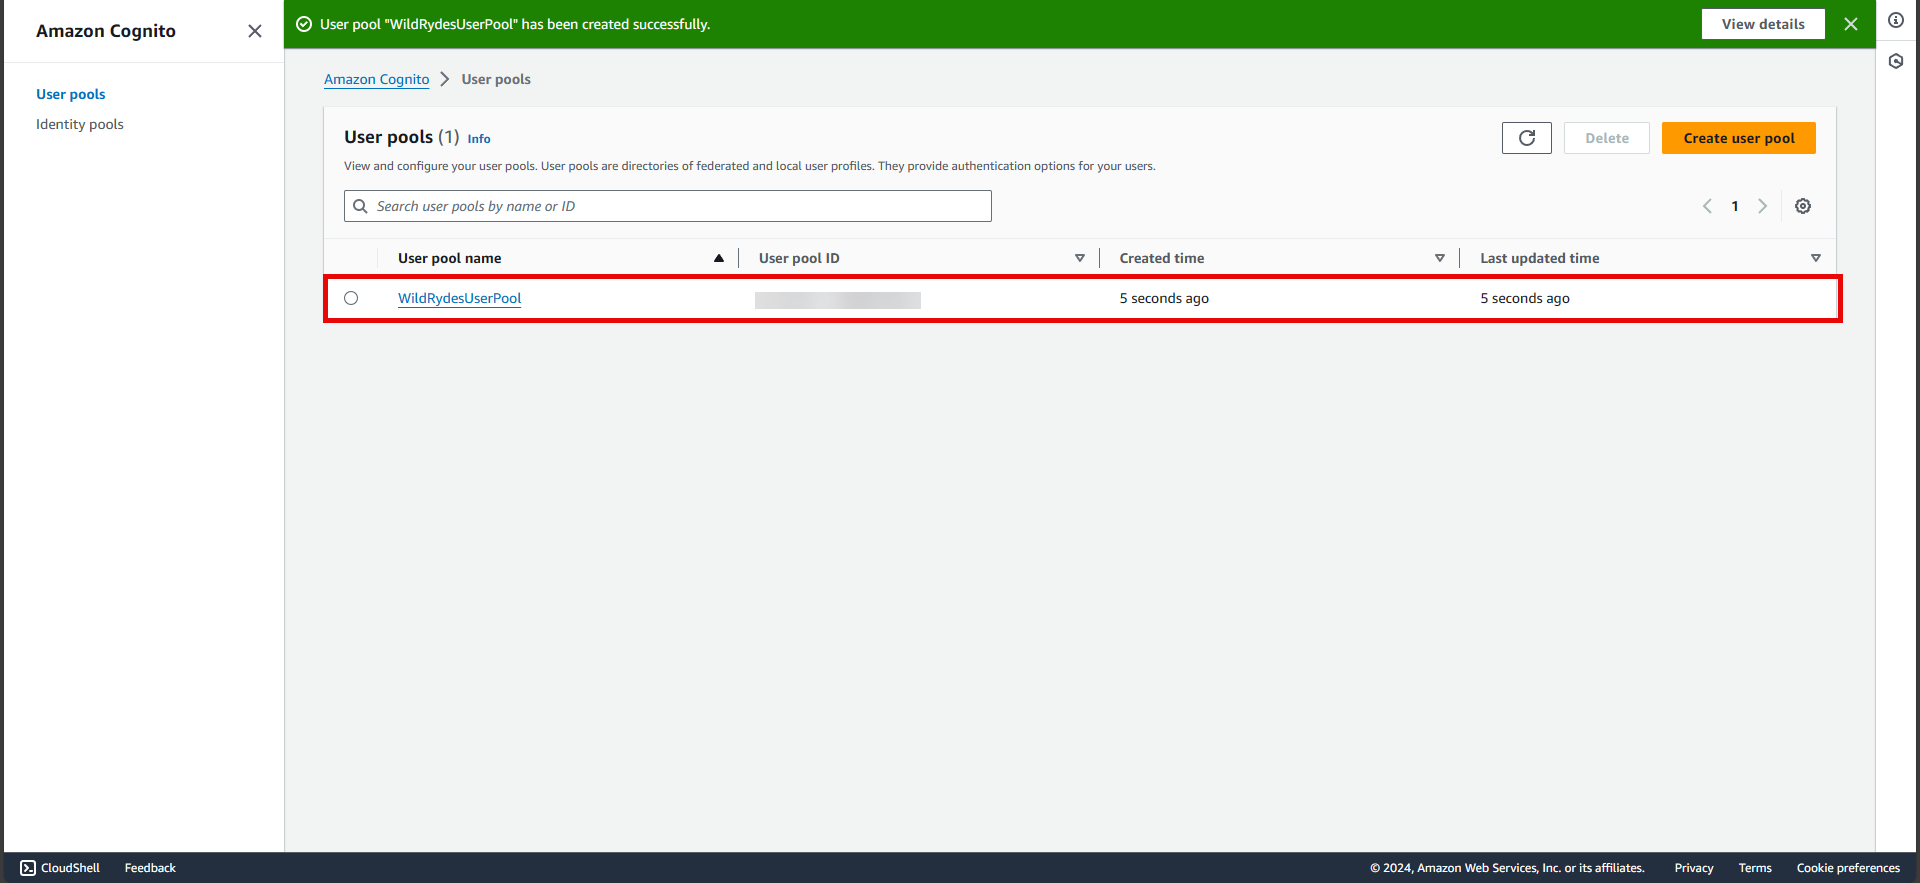 Amazon Cognito
User pools
Identity pools
User pool "WildRydesUserPool" has been created successfully.
View details
Amazon Cognito
User pools
User pools (1) Info
Delete
Create user pool
View and configure your user pools. User pools are directories of federated and local user profiles. They provide authentication options for your users.
Search user pools by name or ID
1
User pool name
User pool ID
Created time
Last updated time
WildRydesUserPool
5 seconds ago
5 seconds ago
CloudShell
Feedback
© 2024, Amazon Web Services, Inc. or its affiliates.
Privacy
Terms
Cookie preferences